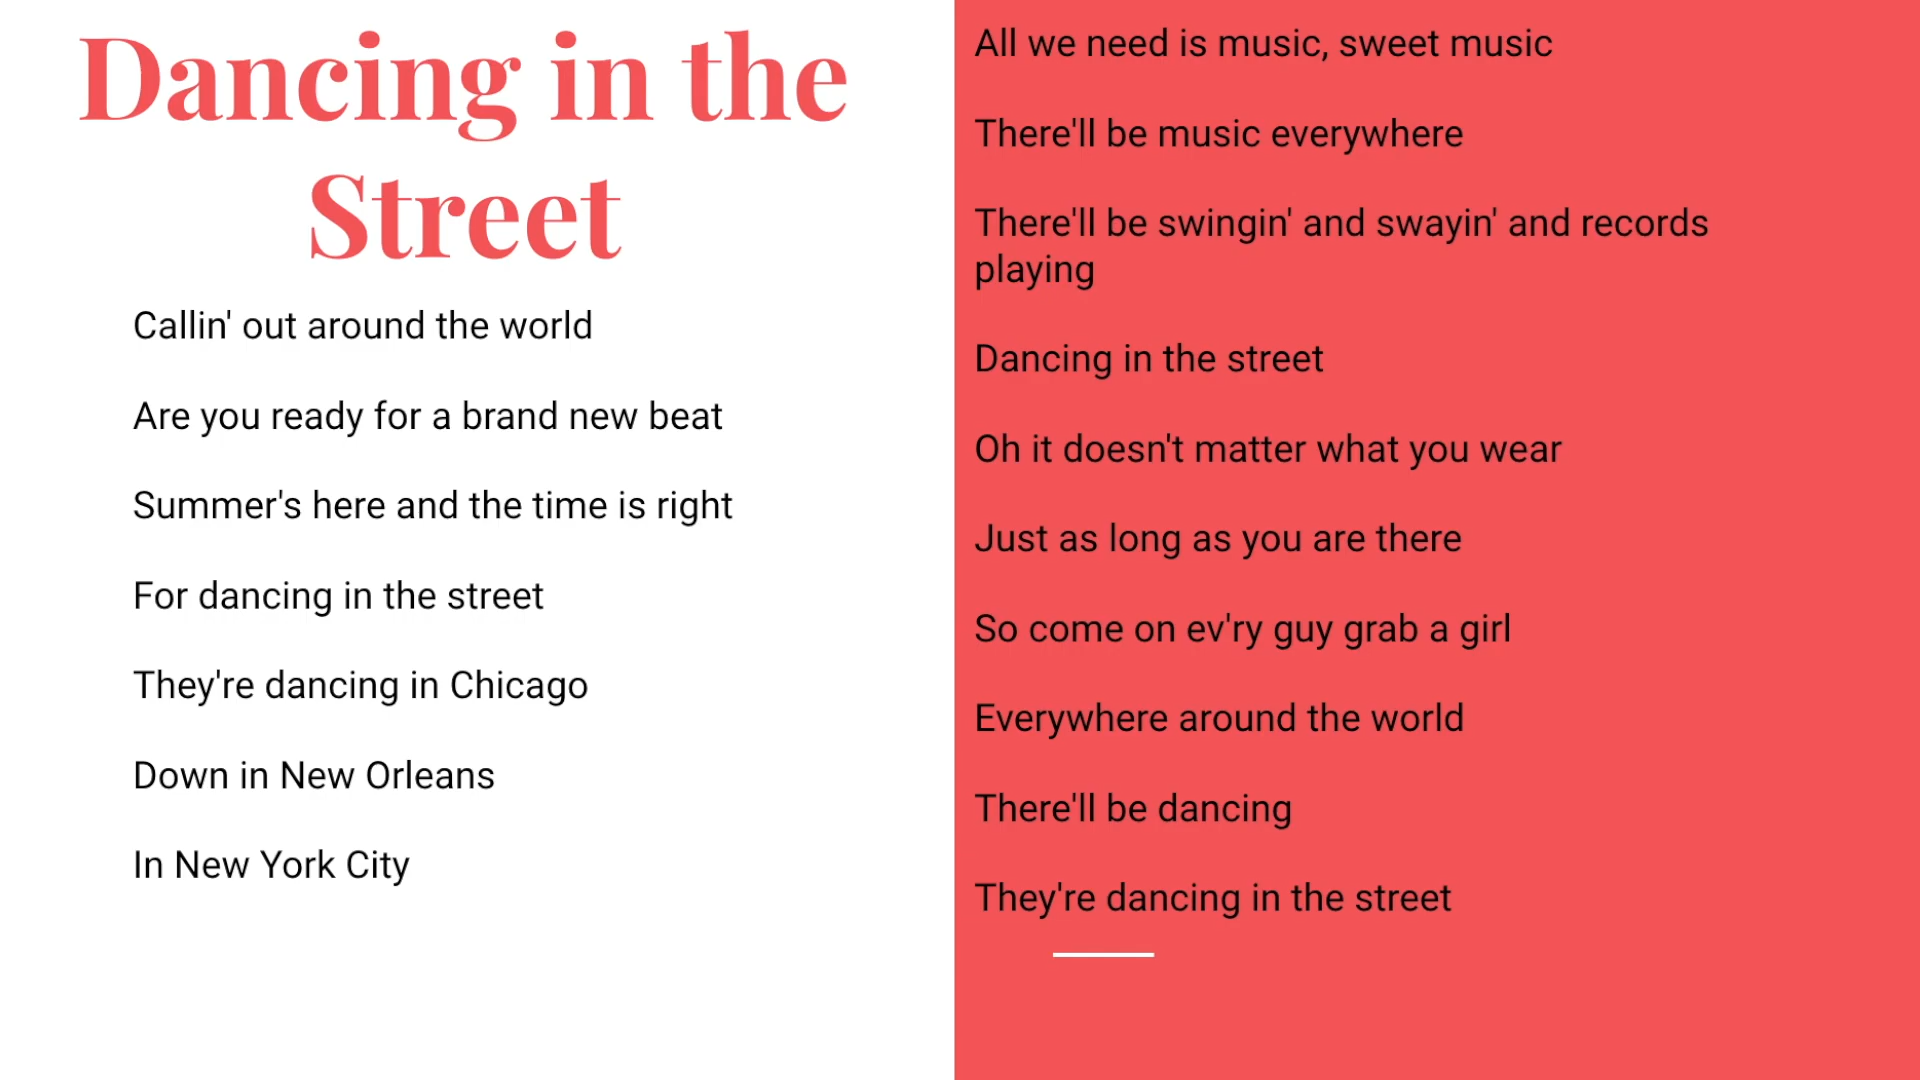 Dancing in the
Street
Callin' out around the world
Are you ready for a brand new beat
Summer's here and the time is right
For dancing in the street
They're dancing in Chicago
Down in New Orleans
In New York City
All we need is music, sweet music
There'll be music everywhere
There'll be swingin' and swayin' and records
playing
Dancing in the street
Oh it doesn't matter what you wear
Just as long as you are there
So come on ev'ry guy grab a girl
Everywhere around the world
There'll be dancing
They're dancing in the street